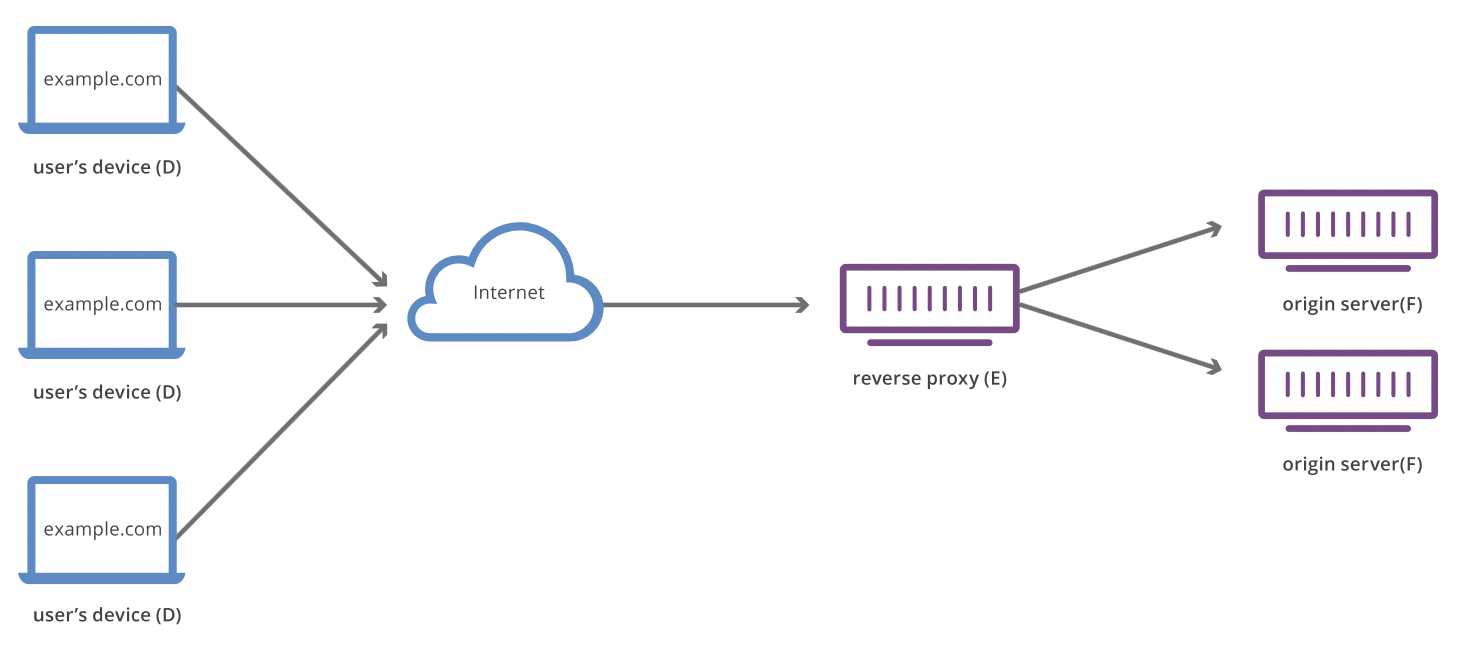 example.com
user’s device (D)
example.com
user’s device (D)
example.com
user’s device (D)
Internet
reverse proxy (E)
origin server(F)
origin server(F)